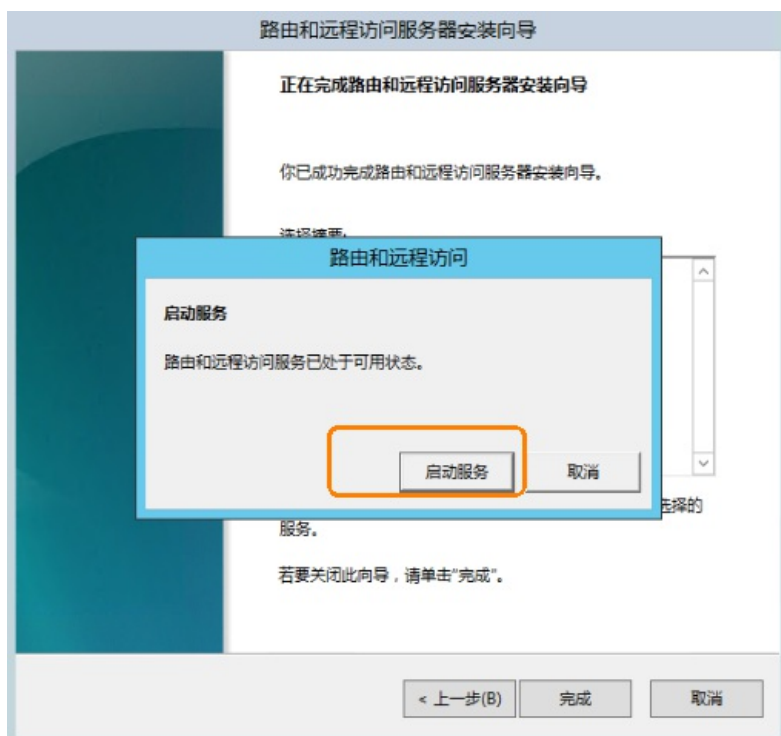 路由和远程访问服务器安装向导
正在完成路由和远程访问服务器安装向导
你已成功完成路由和远程访问服务器安装向导。
选择摘要:
路由和远程访问
启动服务
路由和远程访问服务已处于可用状态。
启动服务
取消
选择的
服务。
若要关闭此向导，请单击"完成"。
< 上一步(B)
完成
取消